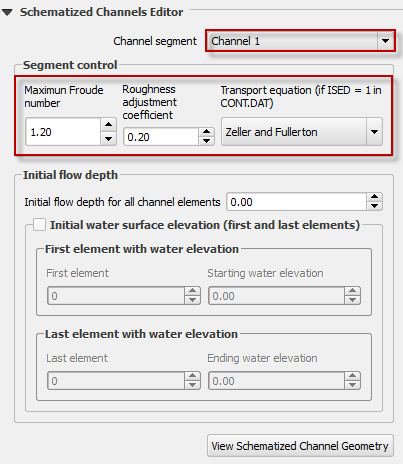 Schematized Channels Editor
Channel segment Channel 1
Segment control
Maximun Froude number
Roughness adjustment coefficient
Transport equation (if ISED = 1 in CONT.DAT)
1.20
0.20
Zeller and Fullerton
Initial flow depth
Initial flow depth for all channel elements 0.00
Initial water surface elevation (first and last elements)
First element with water elevation
First element Starting water elevation
0 0.00
Last element with water elevation
Last element Ending water elevation
0 0.00
View Schematized Channel Geometry